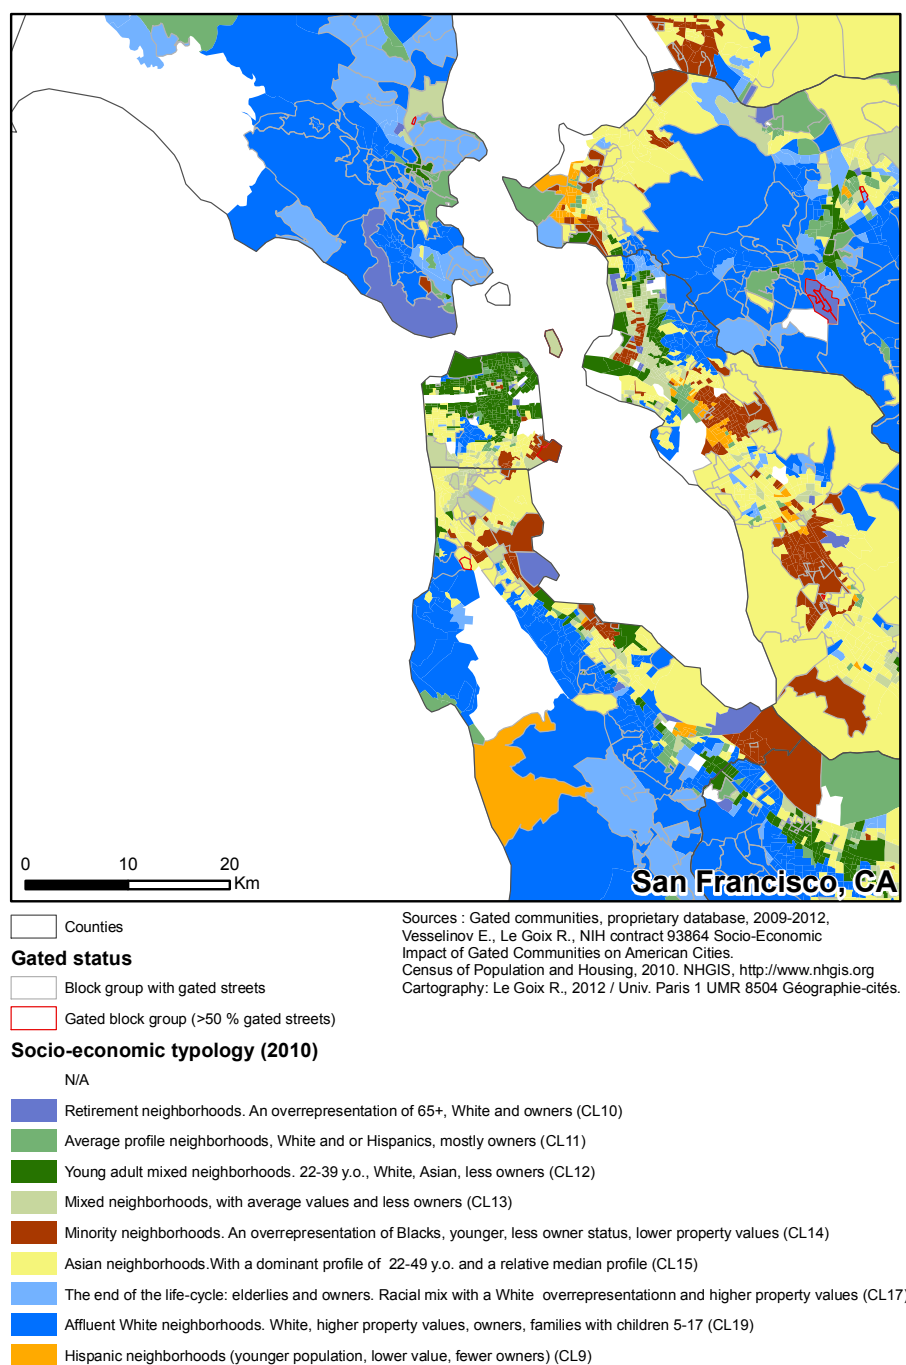 0 10 20
Km
San Francisco, CA
Counties
Gated status
Block group with gated streets
Gated block group (>50 % gated streets)
Sources : Gated communities, proprietary database, 2009-2012,
Vesselinov E., Le Goix R., NIH contract 93864 Socio-Economic
Impact of Gated Communities on American Cities.
Census of Population and Housing, 2010. NHGIS, http://www.nhgis.org
Cartography: Le Goix R., 2012 / Univ. Paris 1 UMR 8504 Géographie-cités.
Socio-economic typology (2010)
N/A
Retirement neighborhoods. An overrepresentation of 65+, White and owners (CL10)
Average profile neighborhoods, White and or Hispanics, mostly owners (CL11)
Young adult mixed neighborhoods. 22-39 y.o., White, Asian, less owners (CL12)
Mixed neighborhoods, with average values and less owners (CL13)
Minority neighborhoods. An overrepresentation of Blacks, younger, less owner status, lower property values (CL14)
Asian neighborhoods.With a dominant profile of 22-49 y.o. and a relative median profile (CL15)
The end of the life-cycle: elderlies and owners. Racial mix with a White overrepresentationn and higher property values (CL17)
Affluent White neighborhoods. White, higher property values, owners, families with children 5-17 (CL19)
Hispanic neighborhoods (younger population, lower value, fewer owners) (CL9)